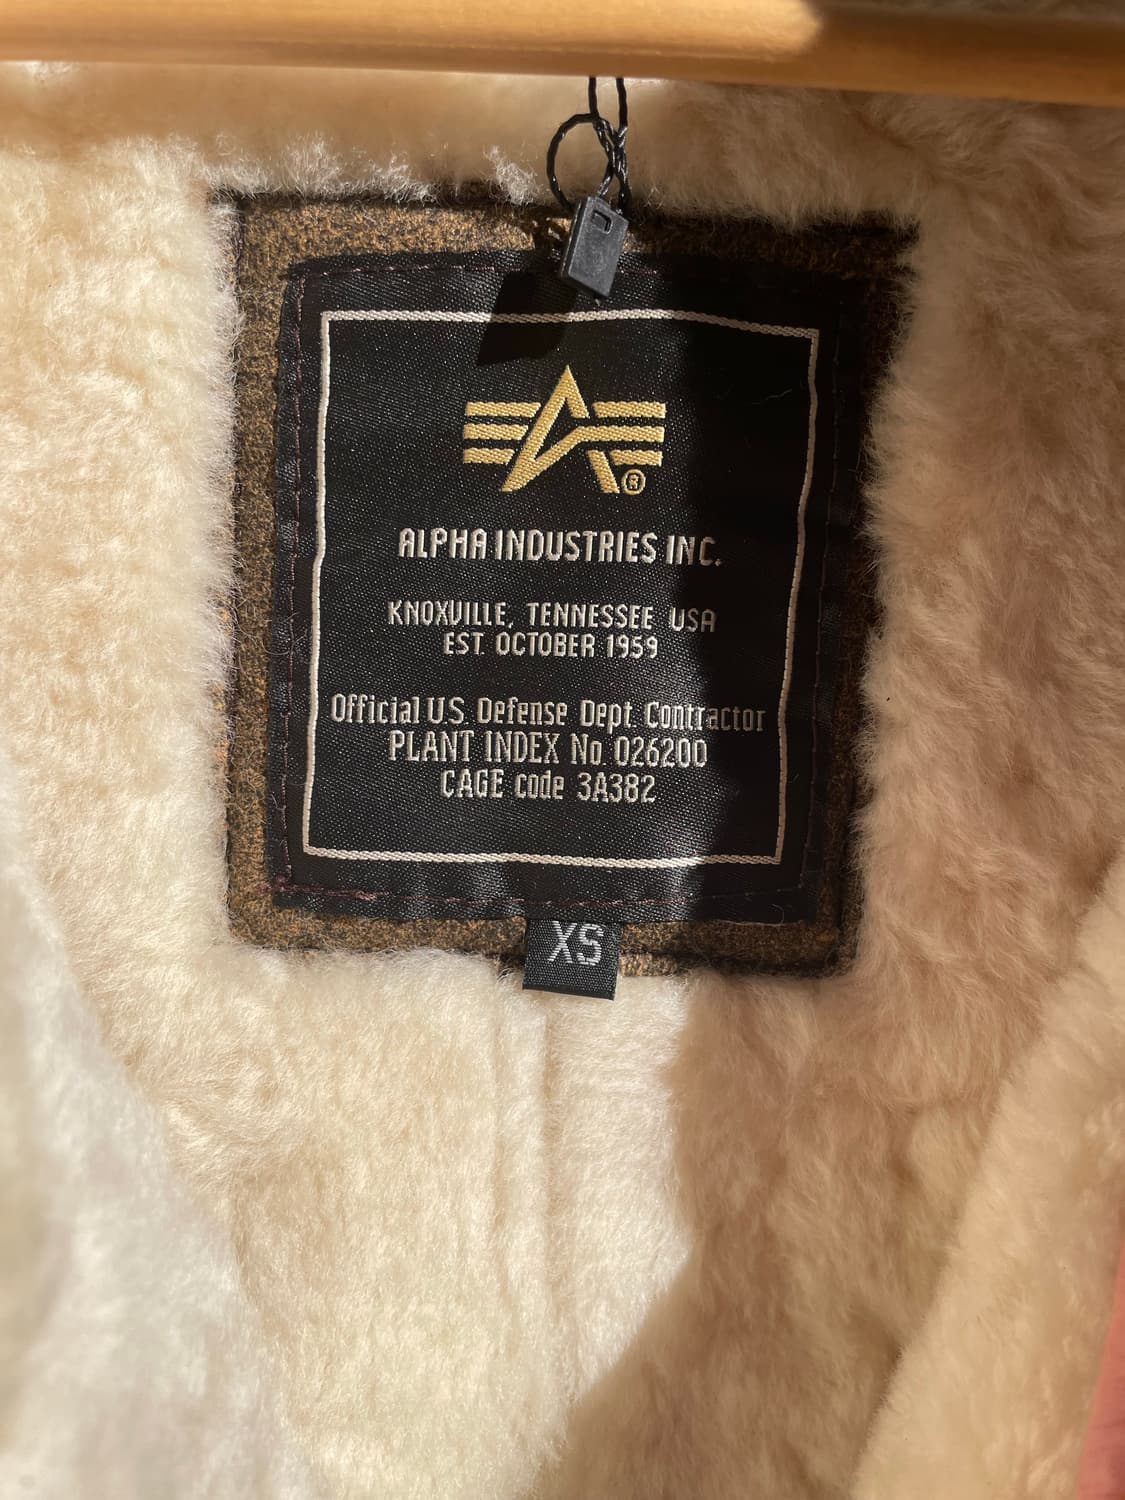 ®
ALPHA INDUSTRIES INC.
KNOXVILLE, TENNESSEE USA
EST. OCTOBER 1959
Official U.S. Defense Dept. Contractor
PLANT INDEX No. 026200
CAGE code 3A382
XS